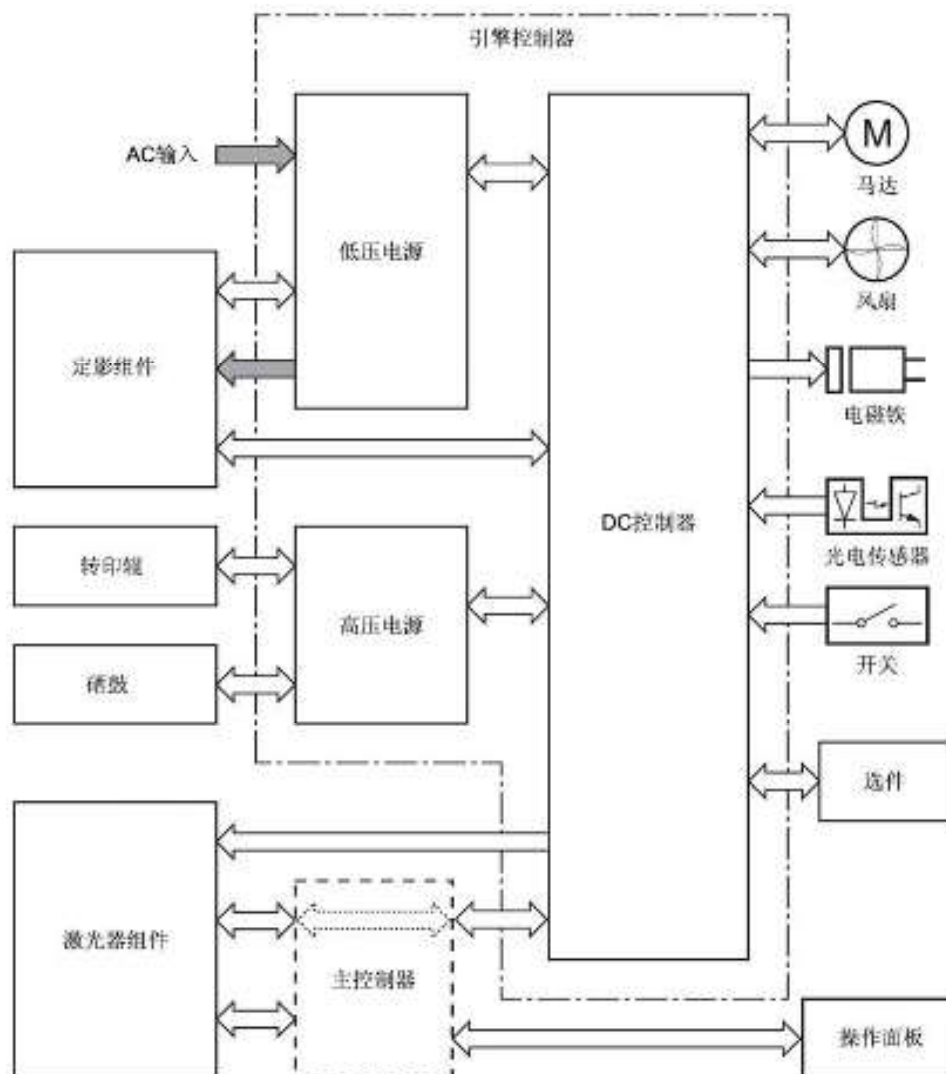 引擎控制器
AC输入
低压电源
M
马达
风扇
定影组件
电磁铁
DC控制器
光电传感器
转印辊
高压电源
开关
硒鼓
选件
激光器组件
主控制器
操作面板